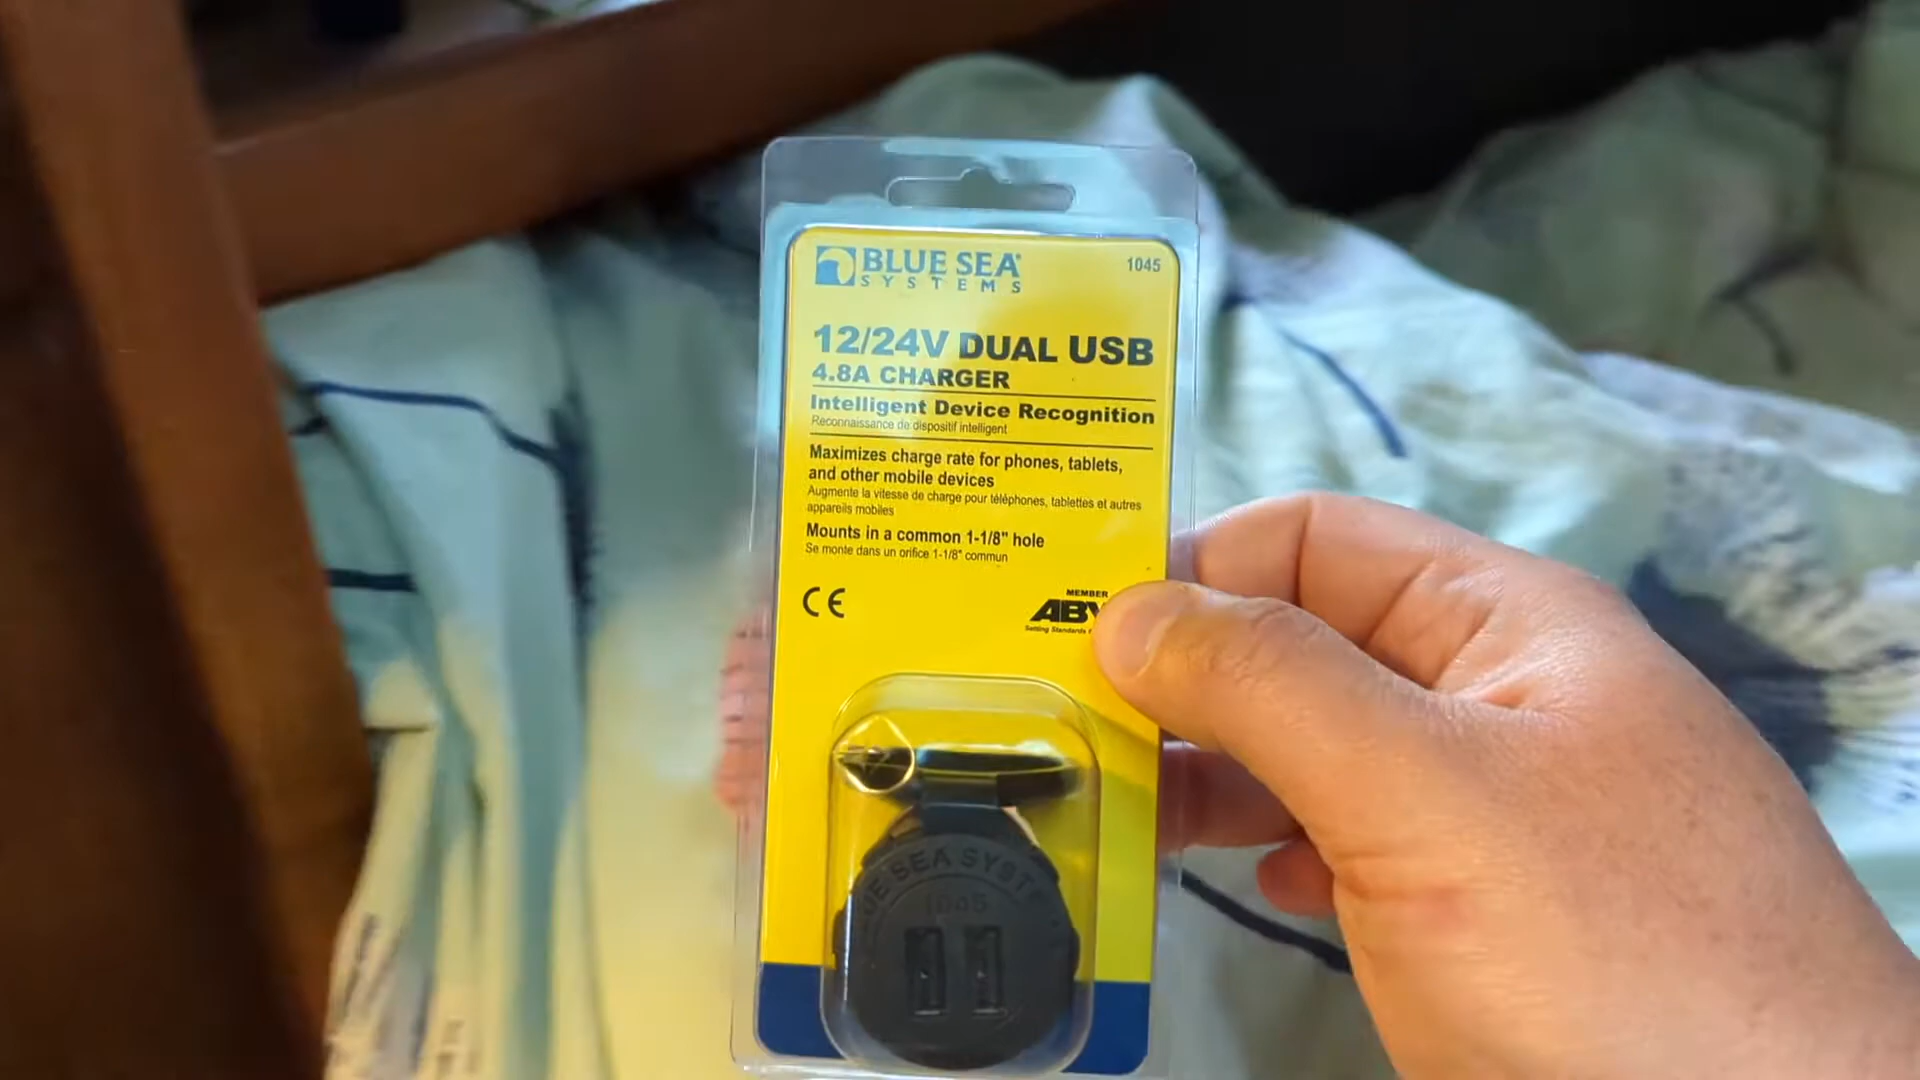 BLUE SEA
SYSTEMS
1045
12/24V DUAL USB
4.8A CHARGER
Intelligent Device Recognition
Reconnaissance de dispositif intelligent
Maximizes charge rate for phones, tablets,
and other mobile devices
Augmente la vitesse de charge pour téléphones, tablettes et autres
appareils mobiles
Mounts in a common 1-1/8" hole
Se monte dans un orifice 1-1/8" commun
CE
MEMBER
Setting Standards
SEA
1045